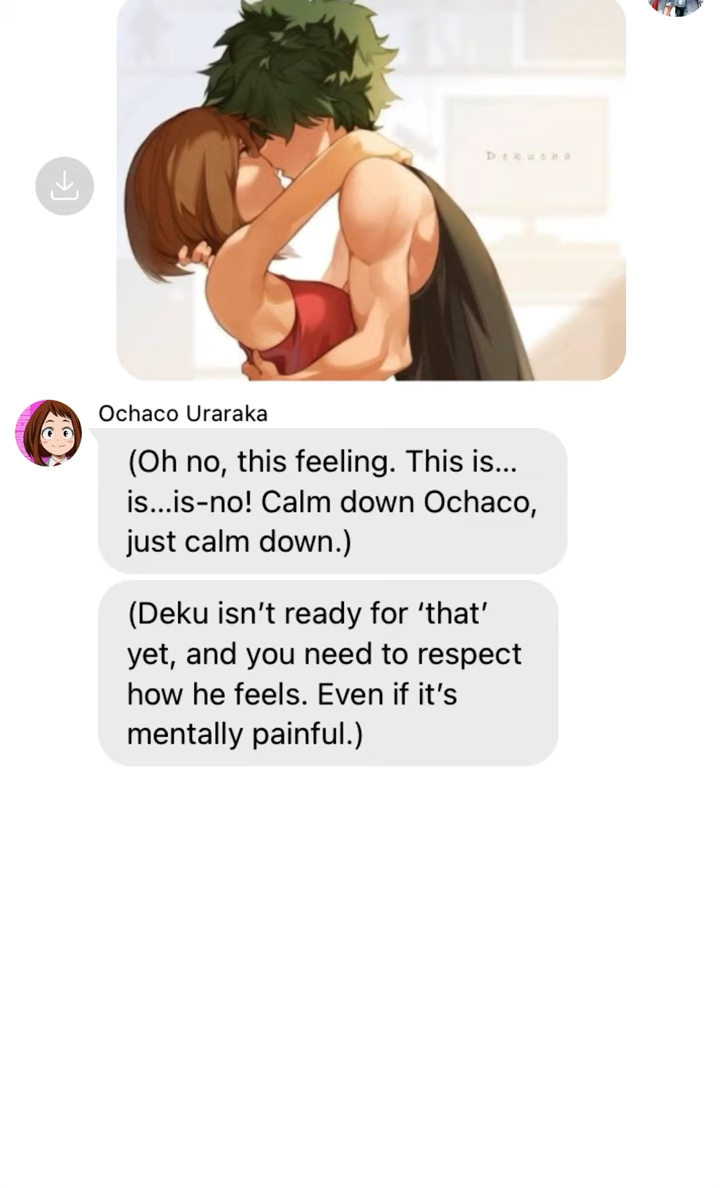 Dekucha
Ochaco Uraraka
(Oh no, this feeling. This is...
is...is-no! Calm down Ochaco,
just calm down.)
(Deku isn’t ready for ‘that’
yet, and you need to respect
how he feels. Even if it’s
mentally painful.)